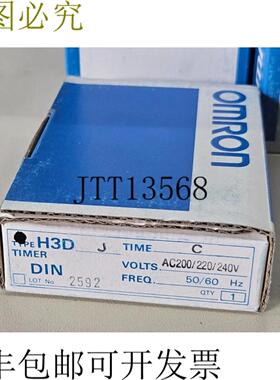 图必究
OMRON
JTT13568
TYPE H3D J TIME C
TIMER
DIN VOLTS. AC200/220/240V
LOT No 2592 FREQ. 50/60 Hz
QTY 1
丰包邮可开发票